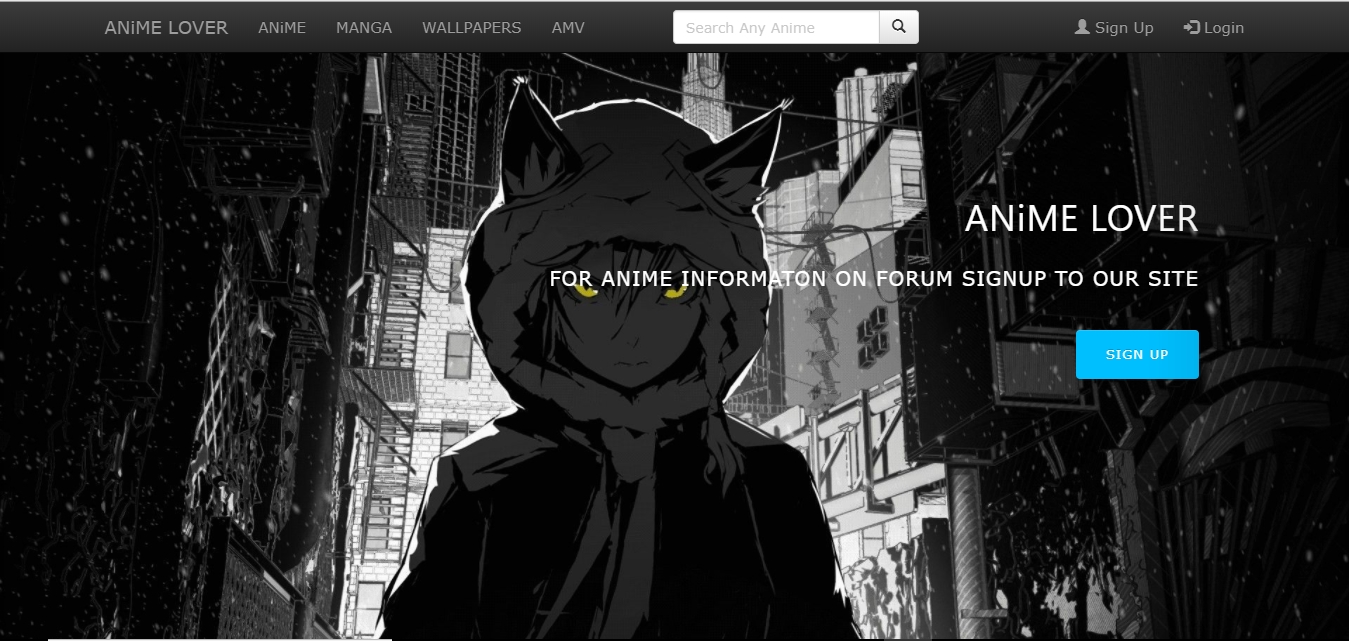 ANiME LOVER ANiME MANGA WALLPAPERS AMV Search Any Anime Sign Up Login
ANiME LOVER
FOR ANIME INFORMATON ON FORUM SIGNUP TO OUR SITE
SIGN UP